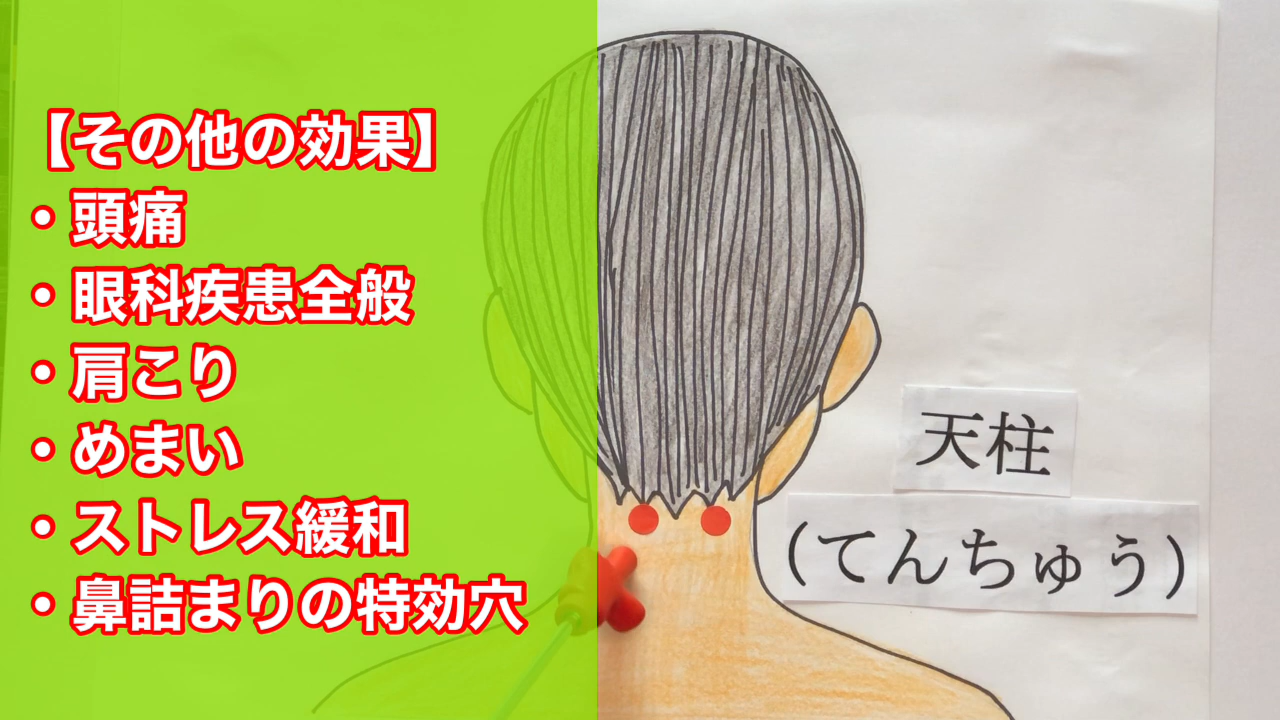 【その他の効果】
・頭痛
・眼科疾患全般
・肩こり
・めまい
・ストレス緩和
・鼻詰まりの特効穴
天柱
(てんちゅう)